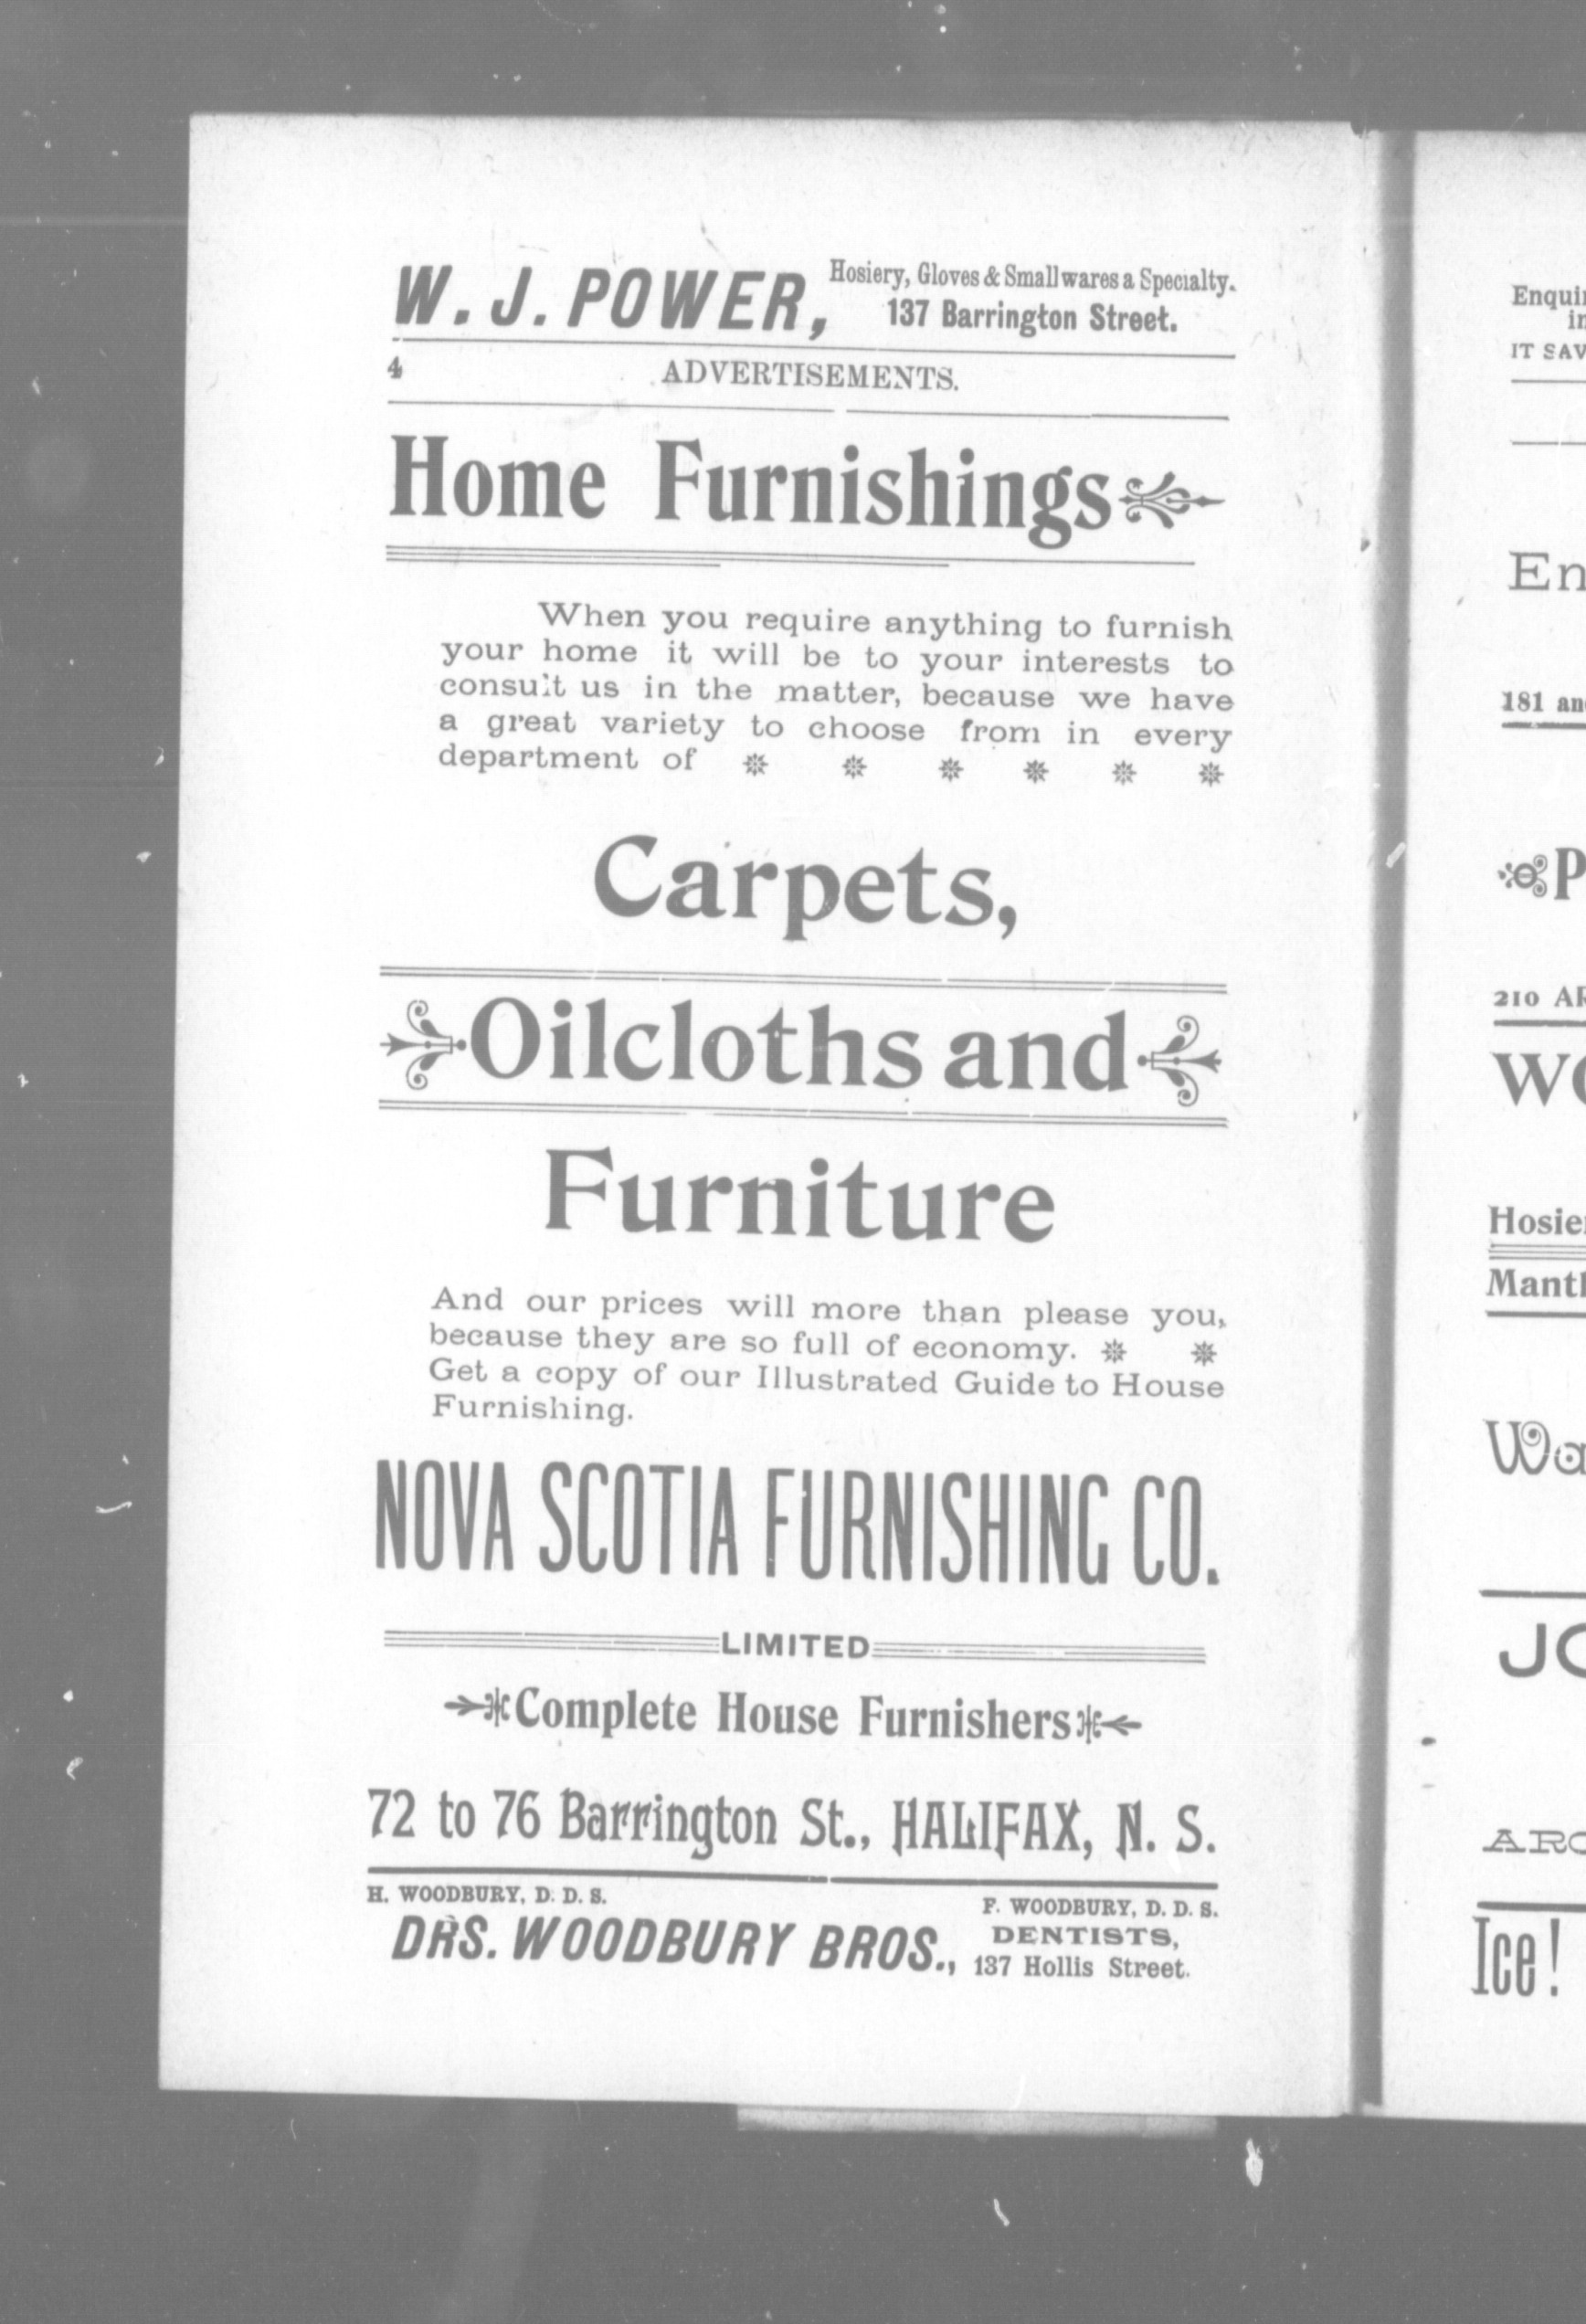 W. J. POWER, Hosiery, Gloves & Smallwares a Specialty.
137 Barrington Street.
4 ADVERTISEMENTS.
Home Furnishings
When you require anything to furnish
your home it will be to your interests to
consult us in the matter, because we have
a great variety to choose from in every
department of
Carpets,
Oilcloths and
Furniture
And our prices will more than please you,
because they are so full of economy.
Get a copy of our Illustrated Guide to House
Furnishing.
NOVA SCOTIA FURNISHING CO.
LIMITED
Complete House Furnishers
72 to 76 Barrington St., HALIFAX, N. S.
H. WOODBURY, D. D. S. F. WOODBURY, D. D. S.
DRS. WOODBURY BROS., DENTISTS,
137 Hollis Street.
IT SAV
En
181 an
P
210 AR
WO
Hosier
Mantl
Wa
JO
ARC
Ice!